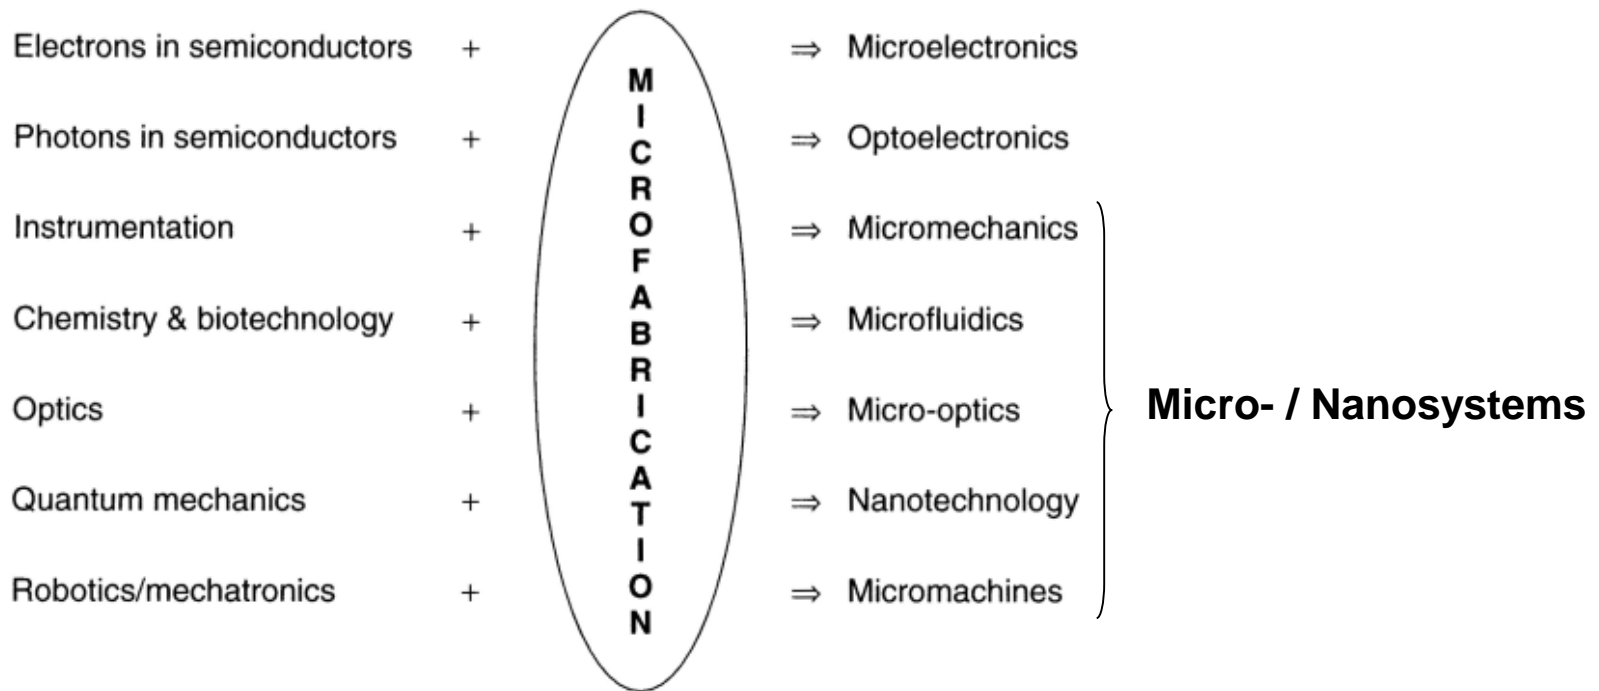 Electrons in semiconductors + ⇒ Microelectronics
Photons in semiconductors + ⇒ Optoelectronics
Instrumentation + ⇒ Micromechanics
Chemistry & biotechnology + ⇒ Microfluidics
Optics + ⇒ Micro-optics
Quantum mechanics + ⇒ Nanotechnology
Robotics/mechatronics + ⇒ Micromachines
MICROFABRICATION
Micro- / Nanosystems